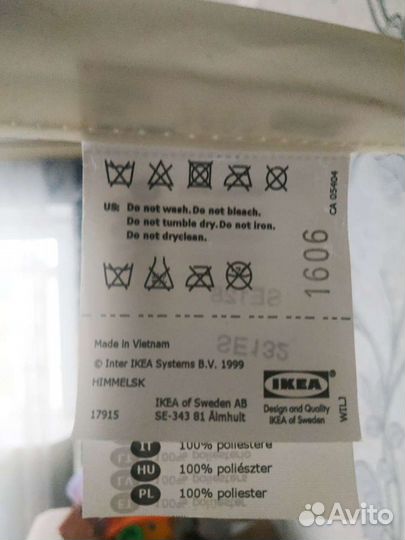 US: Do not wash. Do not bleach.
Do not tumble dry. Do not iron.
Do not dryclean.
CA 05404
1606
SE128
SE132
Made in Vietnam
© Inter IKEA Systems B.V. 1999
HIMMELSK
IKEA of Sweden AB
17915 SE-343 81 Älmhult
IKEA
Design and Quality
IKEA of Sweden
WILJ
IT 100% poliestere
HU 100% poliészter
PL 100% poliester
Avito